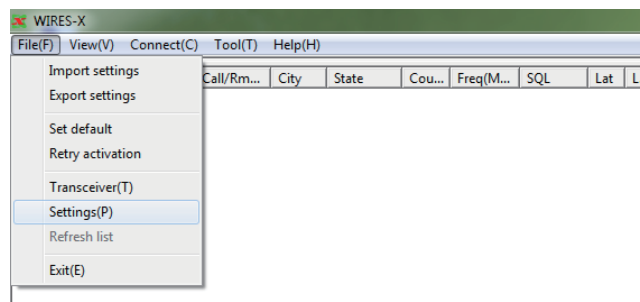 WIRES-X
File(F) View(V) Connect(C) Tool(T) Help(H)
Call/Rm... City State Cou... Freq(M... SQL Lat L
Import settings
Export settings
Set default
Retry activation
Transceiver(T)
Settings(P)
Refresh list
Exit(E)